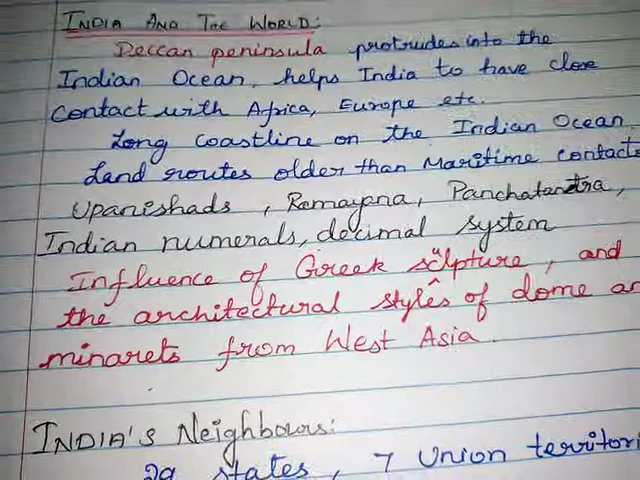 INDIA AND THE WORLD:
Deccan peninsula protrudes into the
Indian Ocean, helps India to have close
contact with Africa, Europe etc.
Long coastline on the Indian Ocean
Land routes older than Maritime contacts
Upanishads, Ramayana, Panchatantra,
Indian numerals, decimal system
Influence of Greek sculpture, and
the architectural styles of dome an
minarets from West Asia.
INDIA'S Neighbours:
29 states, 7 Union territori